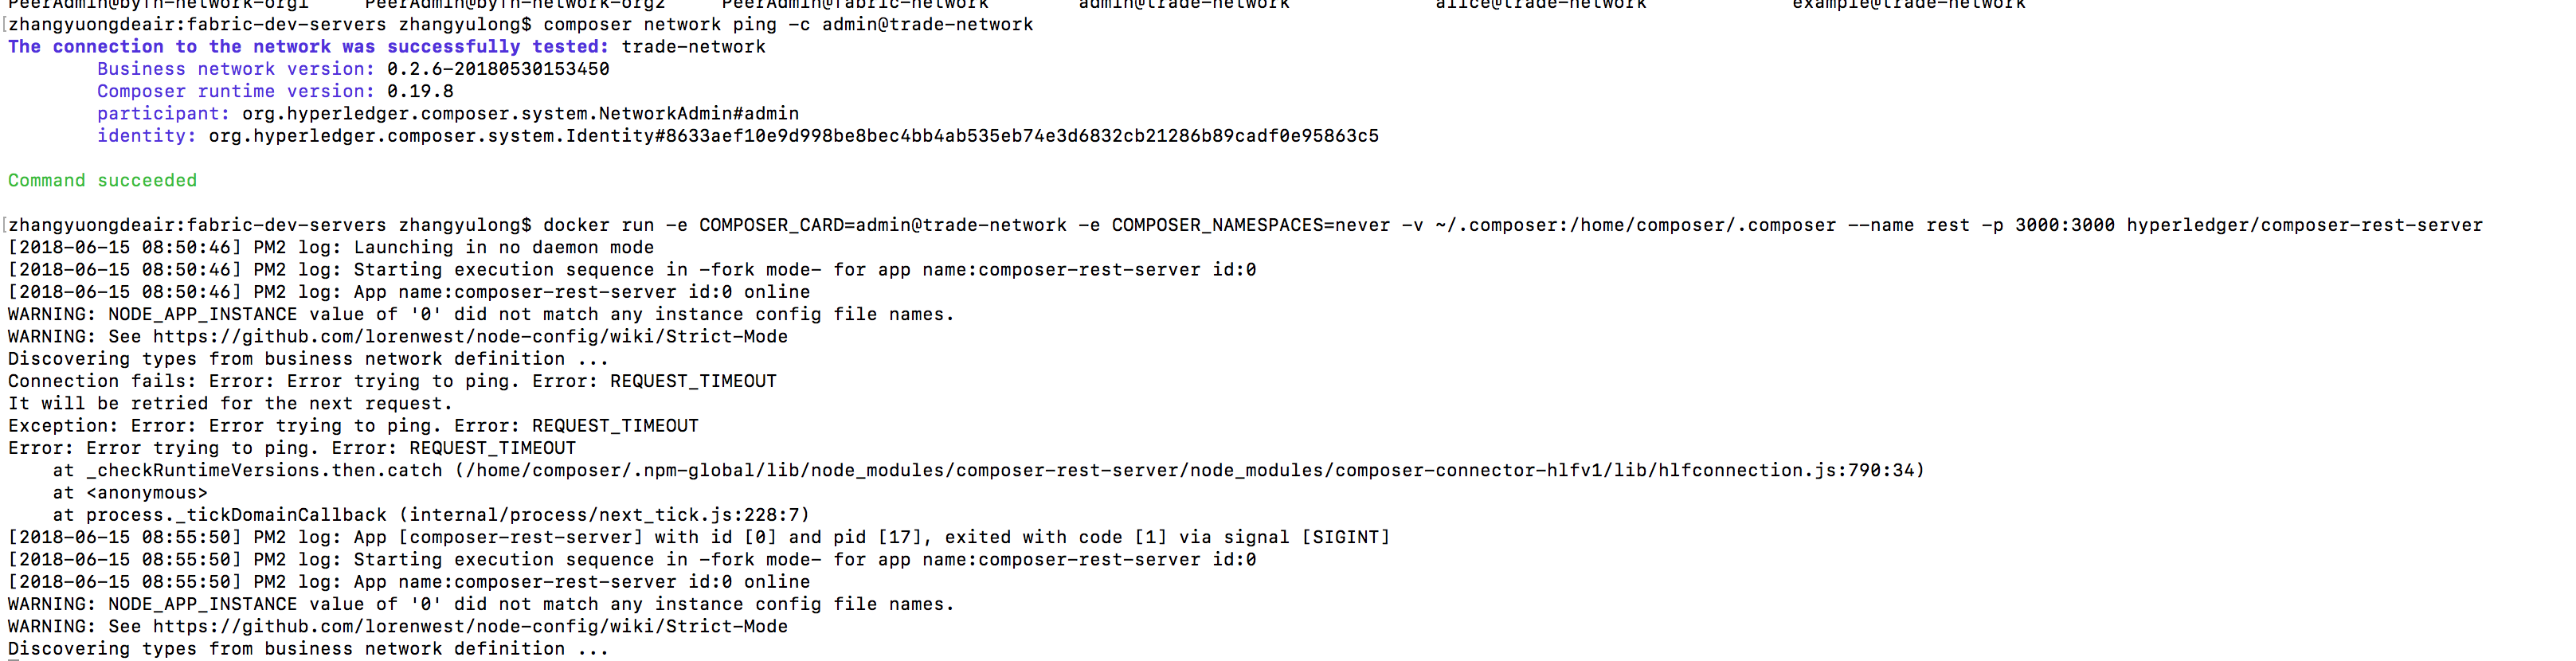 PeerAdmin@byfn-network-org1 PeerAdmin@byfn-network-org2 PeerAdmin@fabric-network admin@trade-network alice@trade-network example@trade-network
[zhangyuongdeair:fabric-dev-servers zhangyulong$ composer network ping -c admin@trade-network
The connection to the network was successfully tested: trade-network
Business network version: 0.2.6-20180530153450
Composer runtime version: 0.19.8
participant: org.hyperledger.composer.system.NetworkAdmin#admin
identity: org.hyperledger.composer.system.Identity#8633aef10e9d998be8bec4bb4ab535eb74e3d6832cb21286b89cadf0e95863c5
Command succeeded
[zhangyuongdeair:fabric-dev-servers zhangyulong$ docker run -e COMPOSER_CARD=admin@trade-network -e COMPOSER_NAMESPACES=never -v ~/.composer:/home/composer/.composer --name rest -p 3000:3000 hyperledger/composer-rest-server
[2018-06-15 08:50:46] PM2 log: Launching in no daemon mode
[2018-06-15 08:50:46] PM2 log: Starting execution sequence in -fork mode- for app name:composer-rest-server id:0
[2018-06-15 08:50:46] PM2 log: App name:composer-rest-server id:0 online
WARNING: NODE_APP_INSTANCE value of '0' did not match any instance config file names.
WARNING: See https://github.com/lorenwest/node-config/wiki/Strict-Mode
Discovering types from business network definition ...
Connection fails: Error: Error trying to ping. Error: REQUEST_TIMEOUT
It will be retried for the next request.
Exception: Error: Error trying to ping. Error: REQUEST_TIMEOUT
Error: Error trying to ping. Error: REQUEST_TIMEOUT
at _checkRuntimeVersions.then.catch (/home/composer/.npm-global/lib/node_modules/composer-rest-server/node_modules/composer-connector-hlfv1/lib/hlfconnection.js:790:34)
at <anonymous>
at process._tickDomainCallback (internal/process/next_tick.js:228:7)
[2018-06-15 08:55:50] PM2 log: App [composer-rest-server] with id [0] and pid [17], exited with code [1] via signal [SIGINT]
[2018-06-15 08:55:50] PM2 log: Starting execution sequence in -fork mode- for app name:composer-rest-server id:0
[2018-06-15 08:55:50] PM2 log: App name:composer-rest-server id:0 online
WARNING: NODE_APP_INSTANCE value of '0' did not match any instance config file names.
WARNING: See https://github.com/lorenwest/node-config/wiki/Strict-Mode
Discovering types from business network definition ...